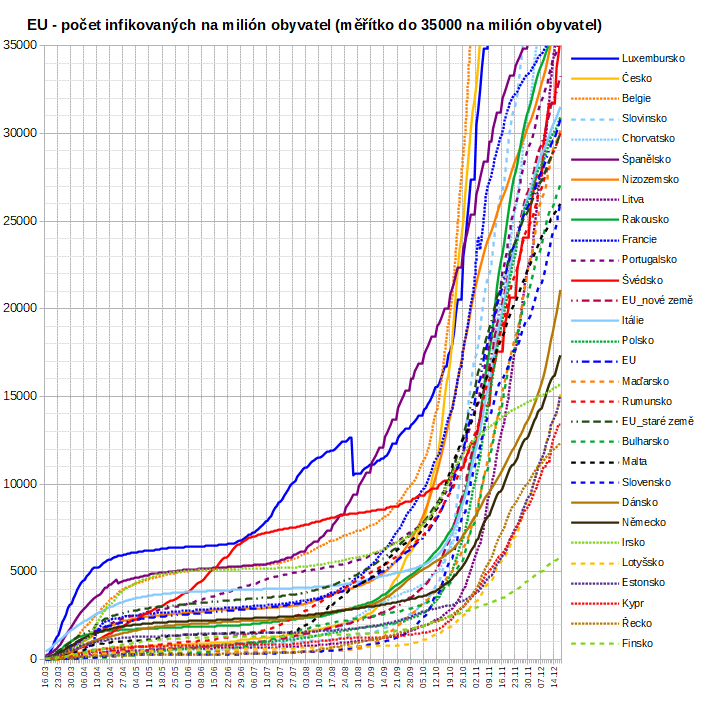 EU - počet infikovaných na milión obyvatel (měřítko do 35000 na milión obyvatel)
35000
30000
25000
20000
15000
10000
5000
0
16.03
23.03
30.03
06.04
13.04
20.04
27.04
04.05
11.05
18.05
25.05
01.06
08.06
15.06
22.06
29.06
06.07
13.07
20.07
27.07
03.08
10.08
17.08
24.08
31.08
07.09
14.09
21.09
28.09
05.10
12.10
19.10
26.10
02.11
09.11
16.11
23.11
30.11
07.12
14.12
Luxembursko
Česko
Belgie
Slovinsko
Chorvatsko
Španělsko
Nizozemsko
Litva
Rakousko
Francie
Portugalsko
Švédsko
EU_nové země
Itálie
Polsko
EU
Maďarsko
Rumunsko
EU_staré země
Bulharsko
Malta
Slovensko
Dánsko
Německo
Irsko
Lotyšsko
Estonsko
Kypr
Řecko
Finsko